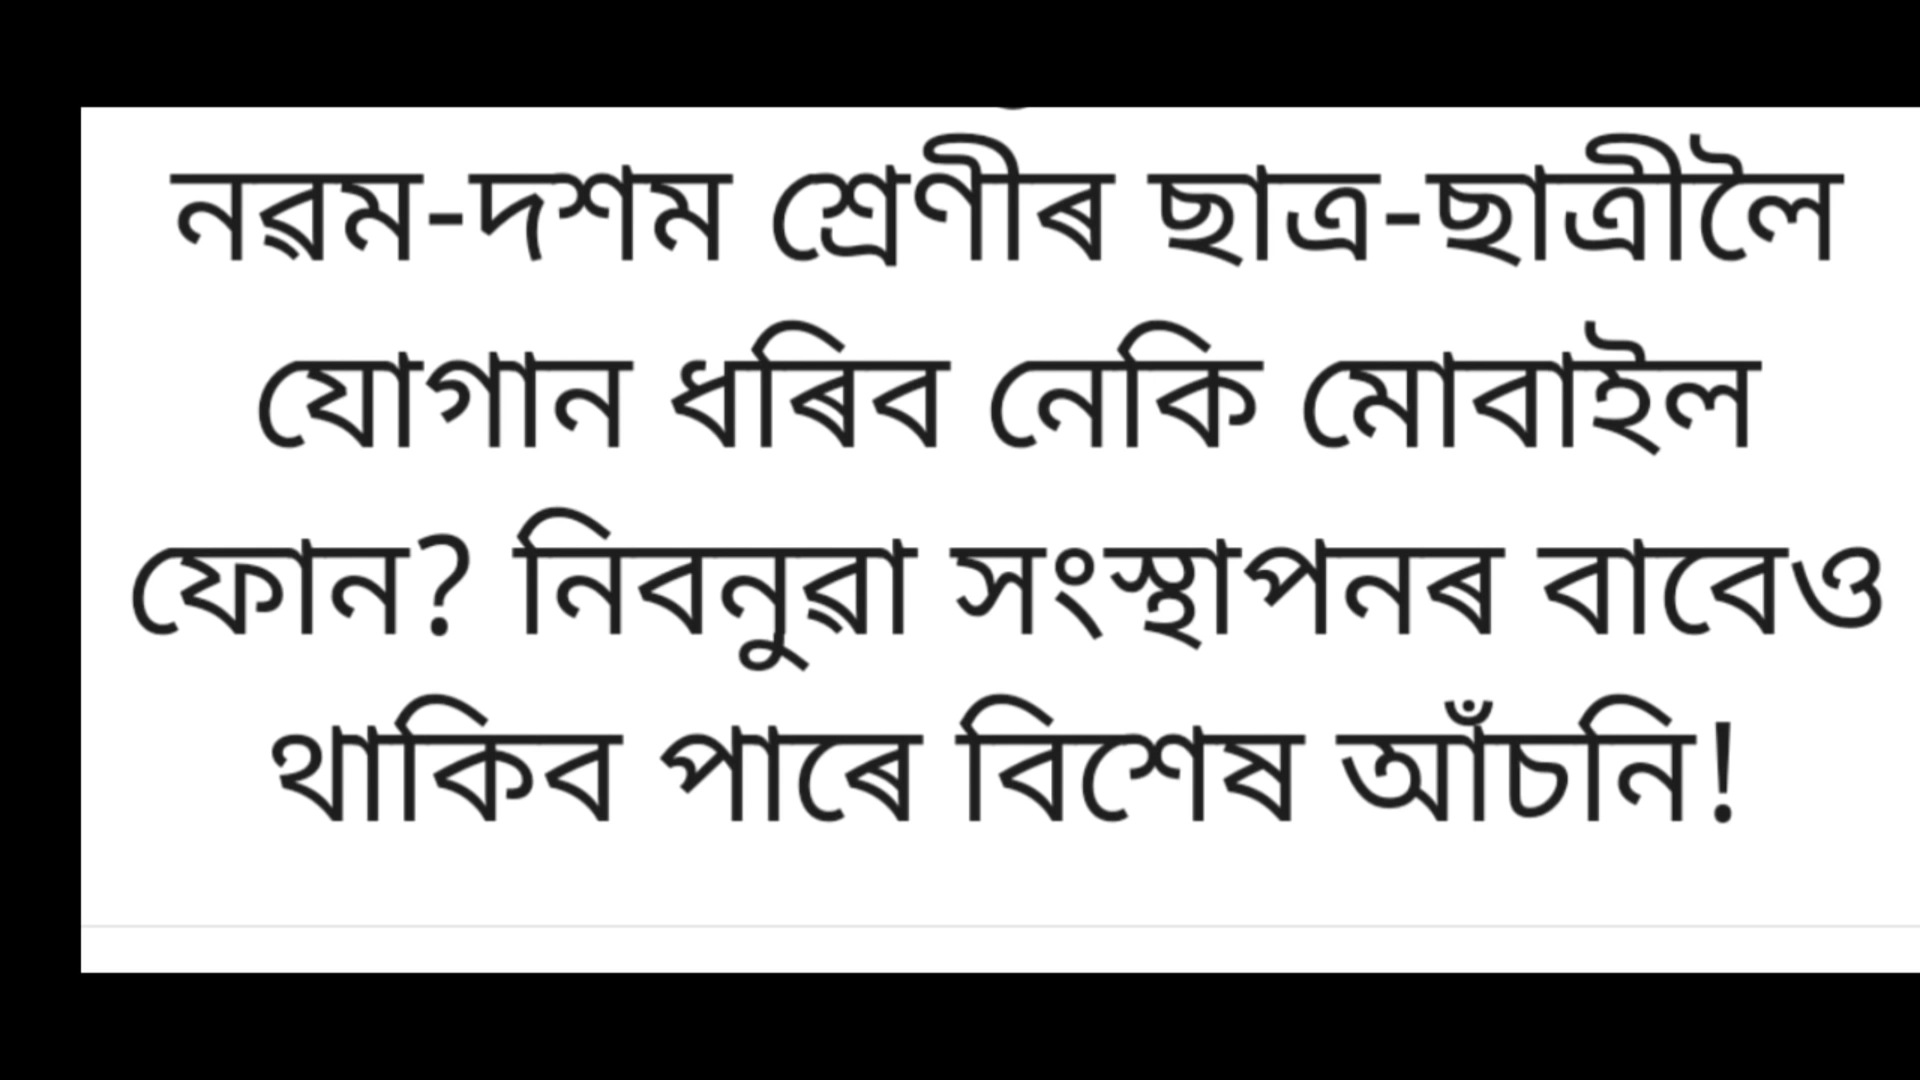 নৱম-দশম শ্ৰেণীৰ ছাত্ৰ-ছাত্ৰীলৈ
যোগান ধৰিব নেকি মোবাইল
ফোন? নিবনুৱা সংস্থাপনৰ বাবেও
থাকিব পাৰে বিশেষ আঁচনি!